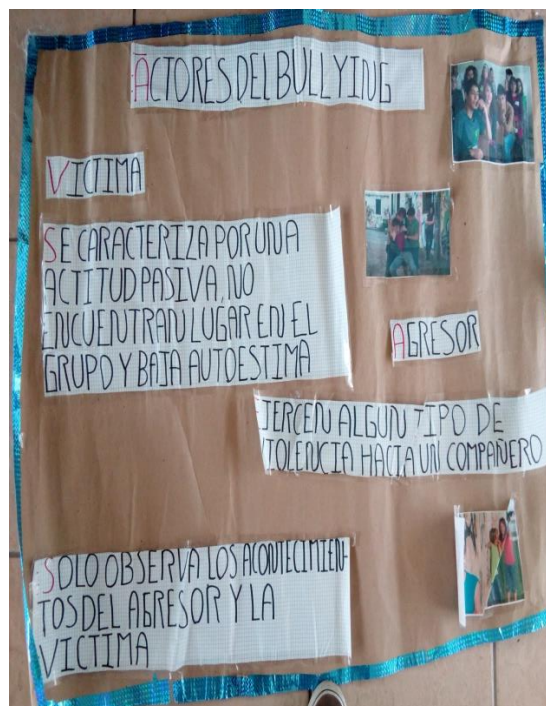 ACTORES DEL BULLYING
VICTIMA
SE CARACTERIZA POR UNA
ACTITUD PASIVA, NO
ENCUENTRAN LUGAR EN EL
GRUPO Y BAJA AUTOESTIMA
AGRESOR
EJERCEN ALGUN TIPO DE
VIOLENCIA HACIA UN COMPAÑERO
SOLO OBSERVA LOS ACONTECIMIEN-
TOS DEL AGRESOR Y LA
VICTIMA